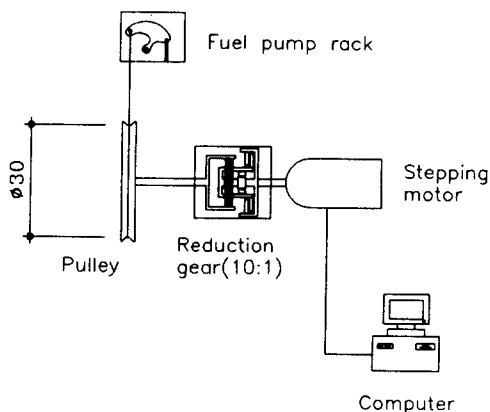 Fuel pump rack
ø30
Pulley
Reduction
gear(10:1)
Stepping
motor
Computer